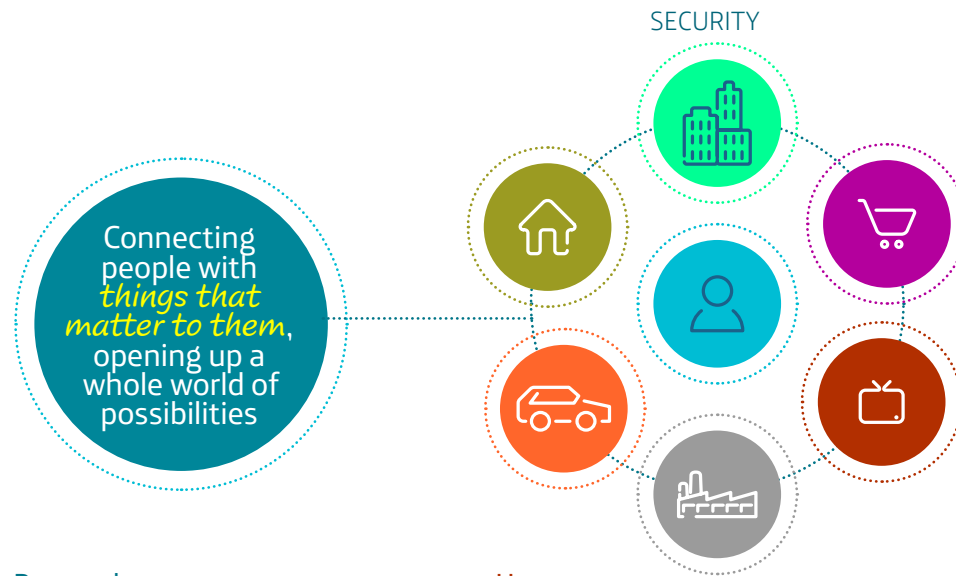 SECURITY
Connecting
people with
things that
matter to them,
opening up a
whole world of
possibilities